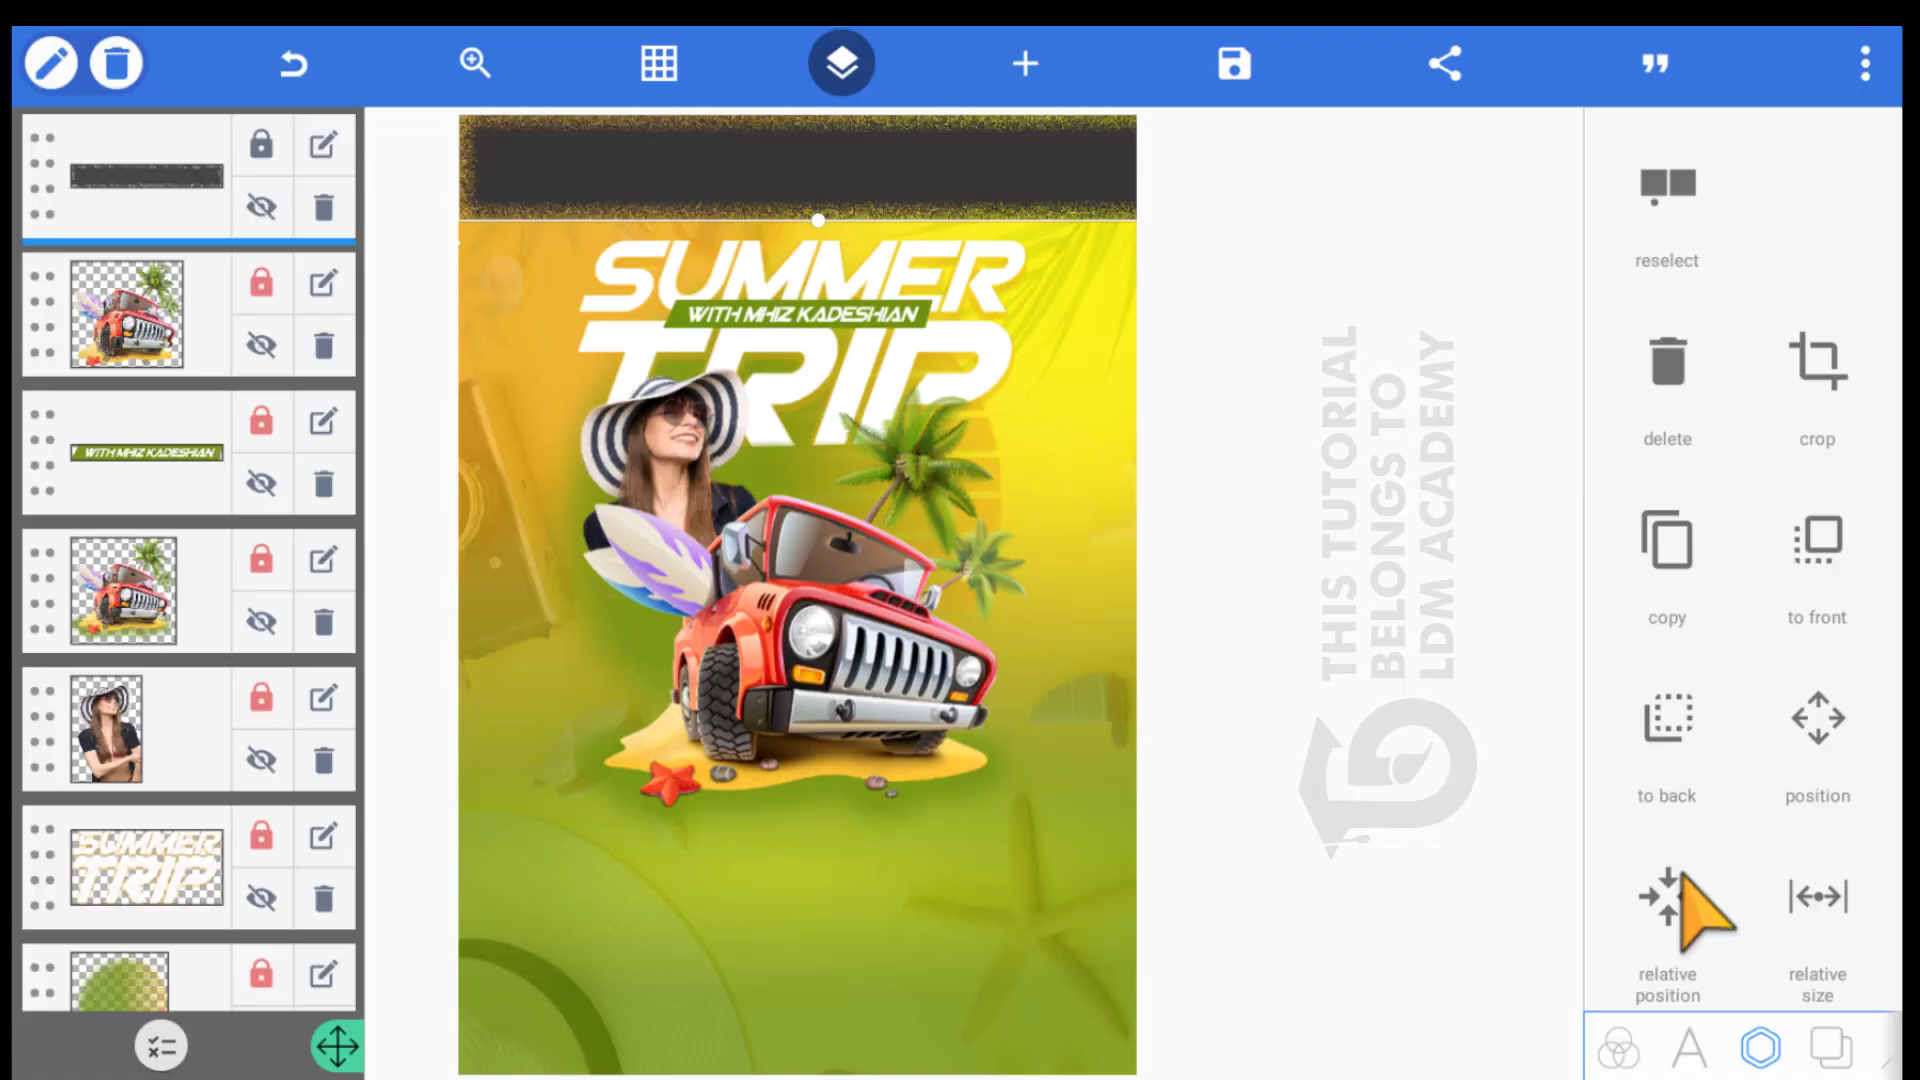 WITH MHIZ KADESHIAN
SUMMER
TRIP
SUMMER
WITH MHIZ KADESHIAN
TRIP
THIS TUTORIAL
BELONGS TO
LDM ACADEMY
reselect
delete
crop
copy
to front
to back
position
relative
position
relative
size